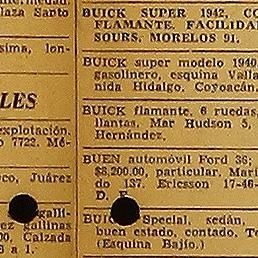 enfermedad.
laza Santo
sima, lon-
LES
explotación.
7722. Mé-
co, Juárez
galli-
gallinas
00. Calzada
a 1.
BUICK SUPER 1942, CO
FLAMANTE, FACILIDA
SOURS, MORELOS 91.
BUICK super modelo 1940
gasolinero, esquina Valla
nida Hidalgo. Coyoacán.
BUICK flamante, 6 ruedas,
llantas. Mar Hudson 5,
Hernández.
BUEN automóvil Ford 36;
$8,200.00, particular. Mari
do 137. Ericsson 17-46-
D. F.
Special, sedán,
buen estado, contado. Te
(Esquina Bajío.)